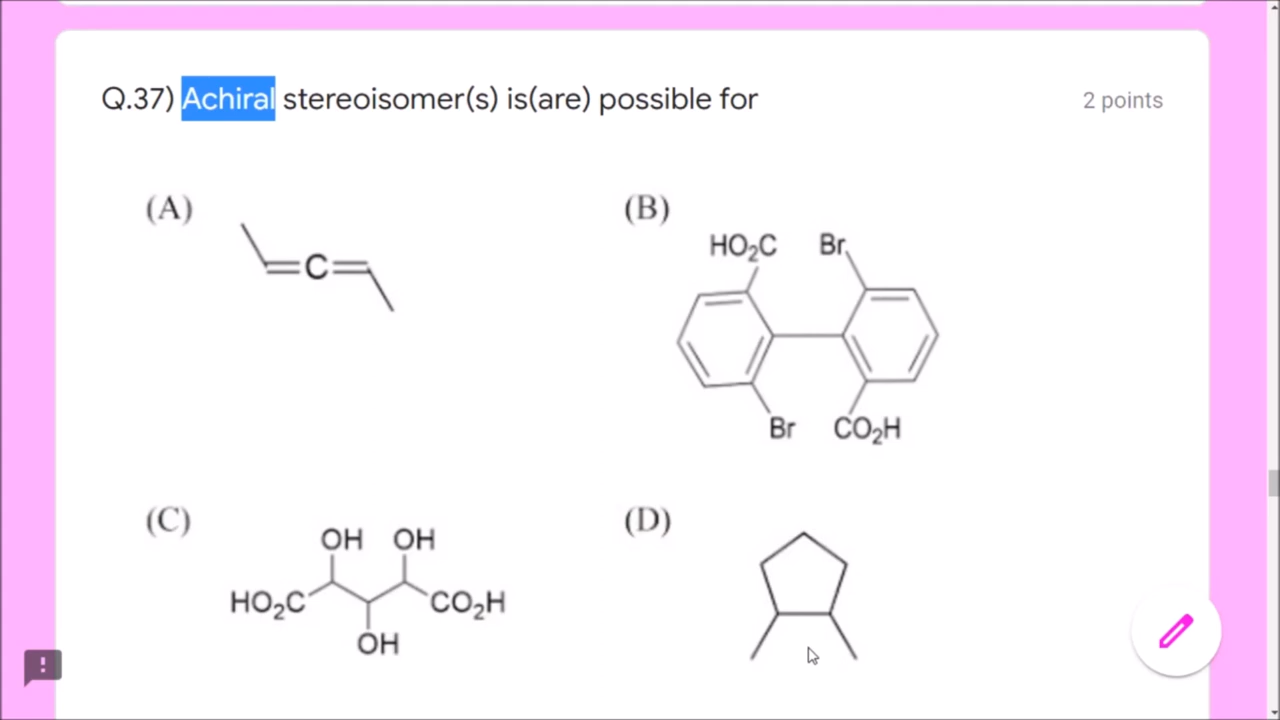 Q.37) Achiral stereoisomer(s) is(are) possible for
2 points
(A)
C
(B)
HO₂C Br
Br CO₂H
(C)
OH OH
HO₂C CO₂H
OH
(D)
!